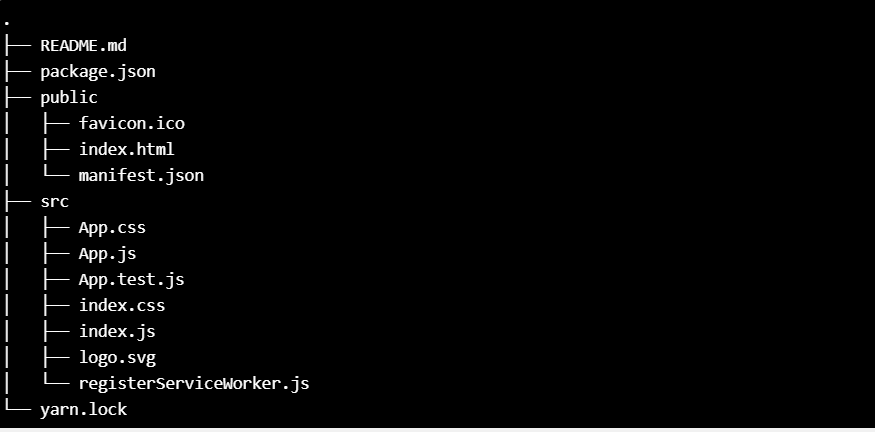 .
├── README.md
├── package.json
├── public
│   ├── favicon.ico
│   ├── index.html
│   └── manifest.json
├── src
│   ├── App.css
│   ├── App.js
│   ├── App.test.js
│   ├── index.css
│   ├── index.js
│   ├── logo.svg
│   └── registerServiceWorker.js
└── yarn.lock